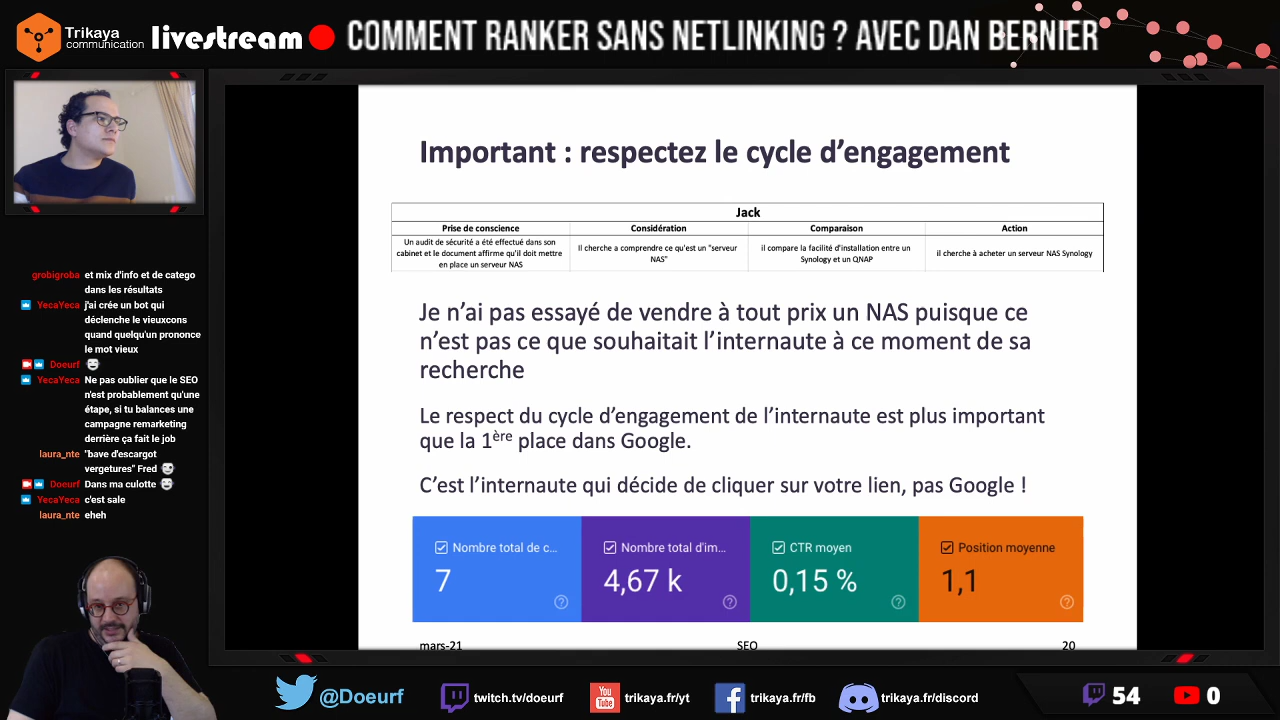 Trikaya
communication
livestream
COMMENT RANKER SANS NETLINKING ? AVEC DAN BERNIER
grobigroba et mix d'info et de catego
dans les résultats
YecaYeca j'ai crée un bot qui
déclenche le vieuxcons
quand quelqu'un prononce
le mot vieux
Doeurf
YecaYeca Ne pas oublier que le SEO
n'est probablement qu'une
étape, si tu balances une
campagne remarketing
derrière ça fait le job
laura_nte "bave d'escargot
vergetures" Fred
Doeurf Dans ma culotte
YecaYeca c'est sale
laura_nte eheh
Important : respectez le cycle d'engagement
Jack
Prise de conscience Considération Comparaison Action
Un audit de sécurité a été effectué dans son
cabinet et le document affirme qu'il doit mettre
en place un serveur NAS
Il cherche a comprendre ce qu'est un "serveur
NAS"
il compare la facilité d'installation entre un
Synology et un QNAP
il cherche à acheter un serveur NAS Synology
Je n'ai pas essayé de vendre à tout prix un NAS puisque ce
n'est pas ce que souhaitait l'internaute à ce moment de sa
recherche
Le respect du cycle d'engagement de l'internaute est plus important
que la 1ère place dans Google.
C'est l'internaute qui décide de cliquer sur votre lien, pas Google !
Nombre total de c...
7
Nombre total d'im...
4,67 k
CTR moyen
0,15 %
Position moyenne
1,1
mars-21 SEO 20
@Doeurf
twitch.tv/doeurf
You
Tube
trikaya.fr/yt
trikaya.fr/fb
trikaya.fr/discord
54
0